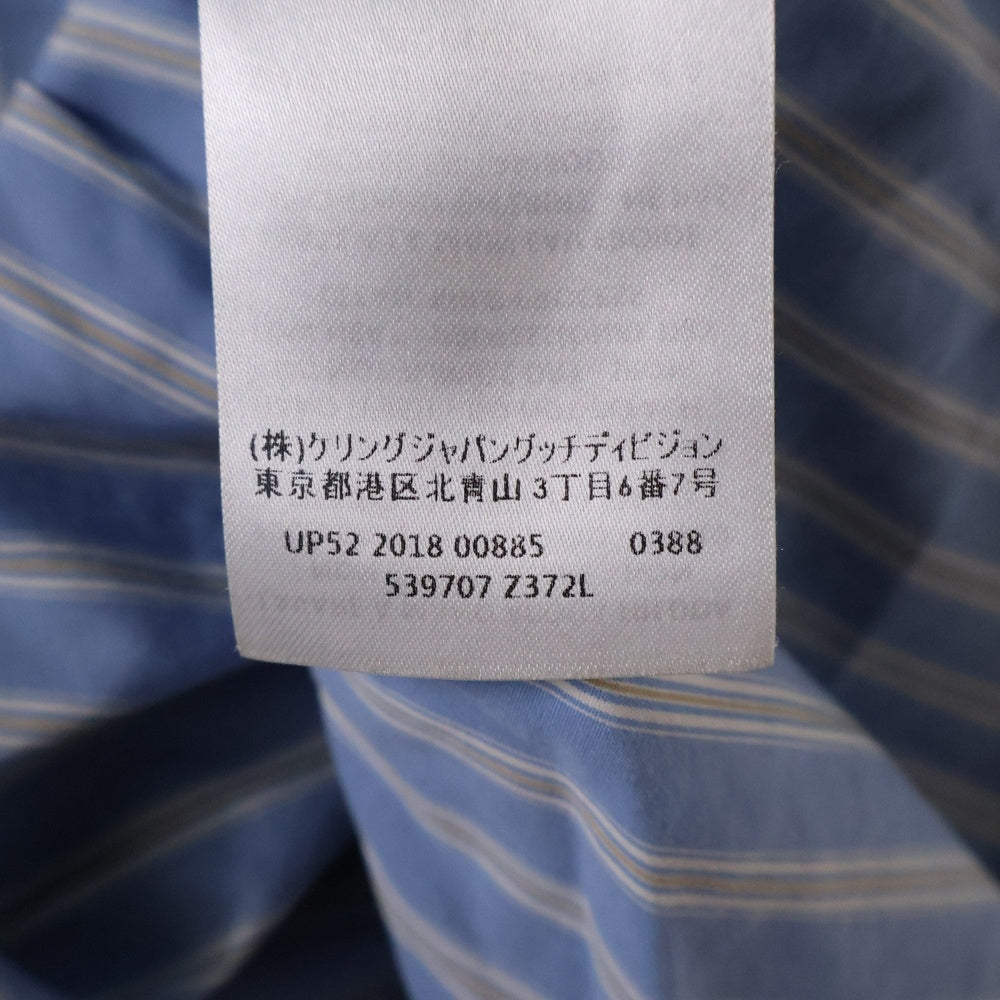 (株)ケリングジャパングッチディビジョン
東京都港区北青山3丁目6番7号
UP52 2018 00885 0388
539707 Z372L